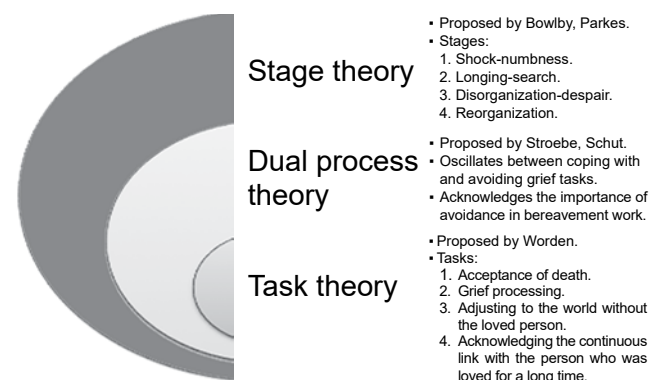 Stage theory
▪ Proposed by Bowlby, Parkes.
▪ Stages:
1. Shock-numbness.
2. Longing-search.
3. Disorganization-despair.
4. Reorganization.
Dual process
theory
▪ Proposed by Stroebe, Schut.
▪ Oscillates between coping with
and avoiding grief tasks.
▪ Acknowledges the importance of
avoidance in bereavement work.
Task theory
▪ Proposed by Worden.
▪ Tasks:
1. Acceptance of death.
2. Grief processing.
3. Adjusting to the world without
the loved person.
4. Acknowledging the continuous
link with the person who was
loved for a long time.